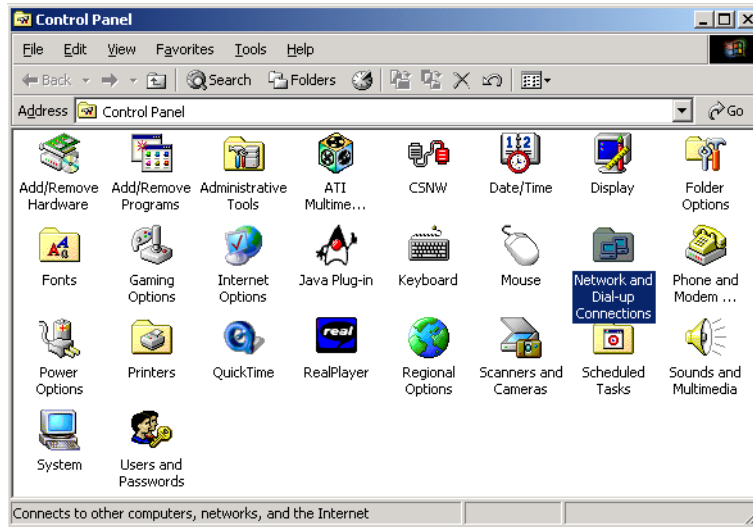 Control Panel
File Edit View Favorites Tools Help
Back Search Folders
Address Control Panel Go
Add/Remove Hardware
Add/Remove Programs
Administrative Tools
ATI Multime...
CSNW
Date/Time
Display
Folder Options
Fonts
Gaming Options
Internet Options
Java Plug-in
Keyboard
Mouse
Network and Dial-up Connections
Phone and Modem ...
Power Options
Printers
QuickTime
real
RealPlayer
Regional Options
Scanners and Cameras
Scheduled Tasks
Sounds and Multimedia
System
Users and Passwords
Connects to other computers, networks, and the Internet